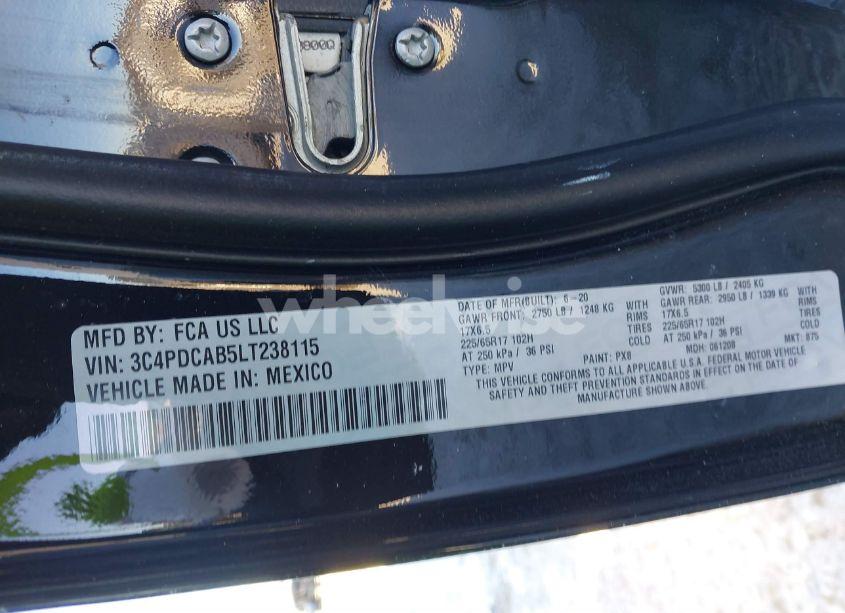 800Q
wheelwise
MFD BY: FCA US LLC
VIN: 3C4PDCAB5LT238115
VEHICLE MADE IN: MEXICO
DATE OF MFR(BUILT): 6-20 GVWR: 5300 LB / 2405 KG
GAWR FRONT: 2750 LB / 1248 KG WITH GAWR REAR: 2950 LB / 1339 KG WITH
17X6.5 RIMS 17X6.5 RIMS
225/65R17 102H TIRES 225/65R17 102H TIRES
AT 250 kPa / 36 PSI COLD AT 250 kPa / 36 PSI COLD
TYPE: MPV PAINT: PX8 MDH: 061208 MKT: 875
THIS VEHICLE CONFORMS TO ALL APPLICABLE U.S.A. FEDERAL MOTOR VEHICLE
SAFETY AND THEFT PREVENTION STANDARDS IN EFFECT ON THE DATE OF
MANUFACTURE SHOWN ABOVE.